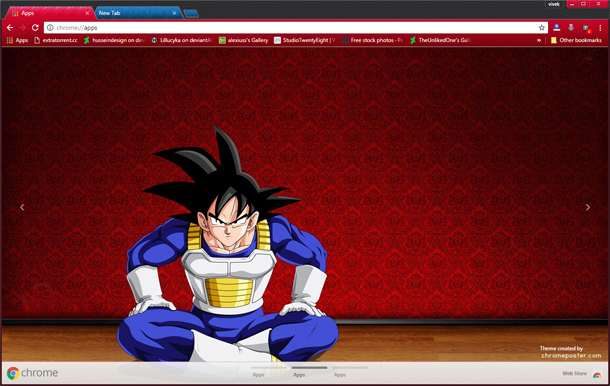 vivek
Apps
New Tab
chrome://apps
Apps
extratorrent.cc
husseindesign on dev
Lillucyka on deviantA
alexiuss's Gallery
StudioTwentyEight | V
Free stock photos · P
TheUnlikedOne's Gal
»
Other bookmarks
Theme created by
chromeposter.com
chrome
Apps
Apps
Apps
Web Store